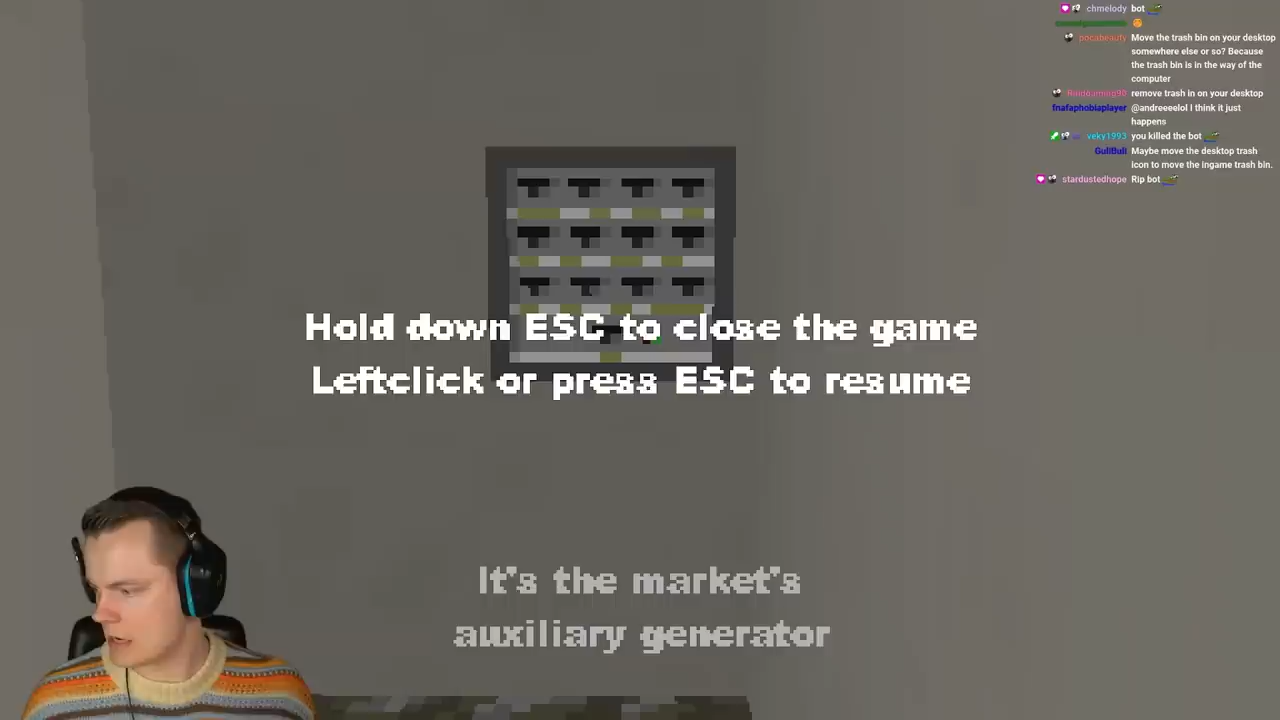 chmelody bot
pocabeauty Move the trash bin on your desktop
somewhere else or so? Because
the trash bin is in the way of the
computer
remove trash in on your desktop
fnafaphobiaplayer @andreeeelol I think it just
happens
veky1993 you killed the bot
GuliBuli Maybe move the desktop trash
icon to move the ingame trash bin.
stardustedhope Rip bot
Hold down ESC to close the game
Leftclick or press ESC to resume
It's the market's
auxiliary generator